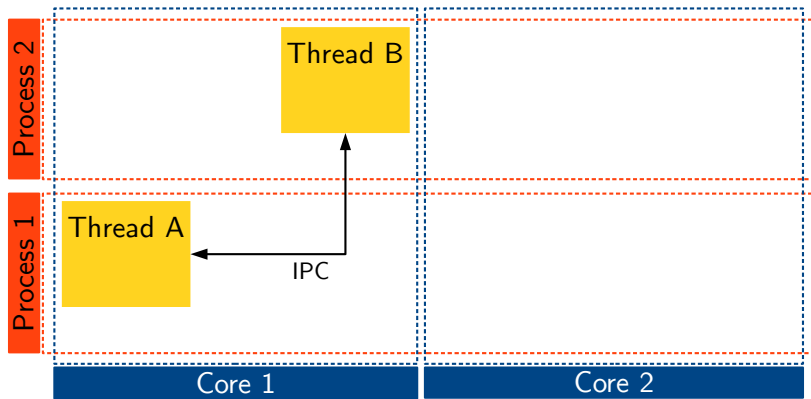 Process 2
Thread B
Process 1
Thread A
IPC
Core 1
Core 2